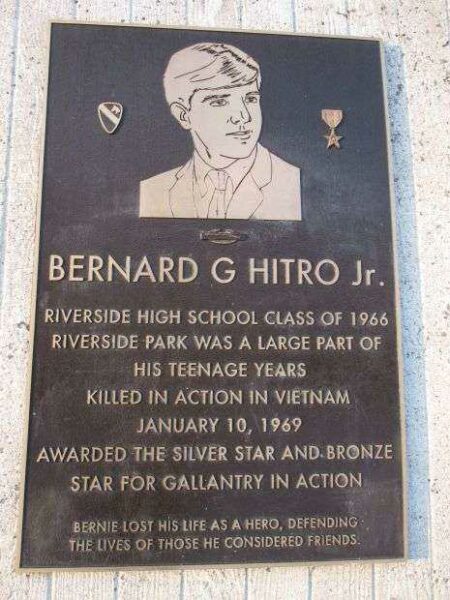 BERNARD G HITRO Jr.
RIVERSIDE HIGH SCHOOL CLASS OF 1966
RIVERSIDE PARK WAS A LARGE PART OF
HIS TEENAGE YEARS
KILLED IN ACTION IN VIETNAM
JANUARY 10, 1969
AWARDED THE SILVER STAR AND BRONZE
STAR FOR GALLANTRY IN ACTION
BERNIE LOST HIS LIFE AS A HERO, DEFENDING
THE LIVES OF THOSE HE CONSIDERED FRIENDS.